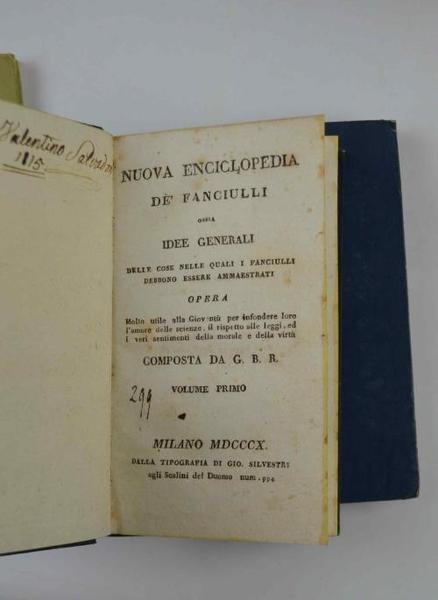 Valentino Salvadori
1815
NUOVA ENCICLOPEDIA
DE' FANCIULLI
OSSIA
IDEE GENERALI
DELLE COSE NELLE QUALI I FANCIULLI
DEBBONO ESSERE AMMAESTRATI
OPERA
Molto utile alla Gioventù per infondere loro
l'amore delle scienze, il rispetto alle leggi, ed
i veri sentimenti della morale e della virtù
COMPOSTA DA G. B. R.
VOLUME PRIMO
299
MILANO MDCCCX.
DALLA TIPOGRAFIA DI GIO. SILVESTRI
agli Scalini del Duomo num. 994